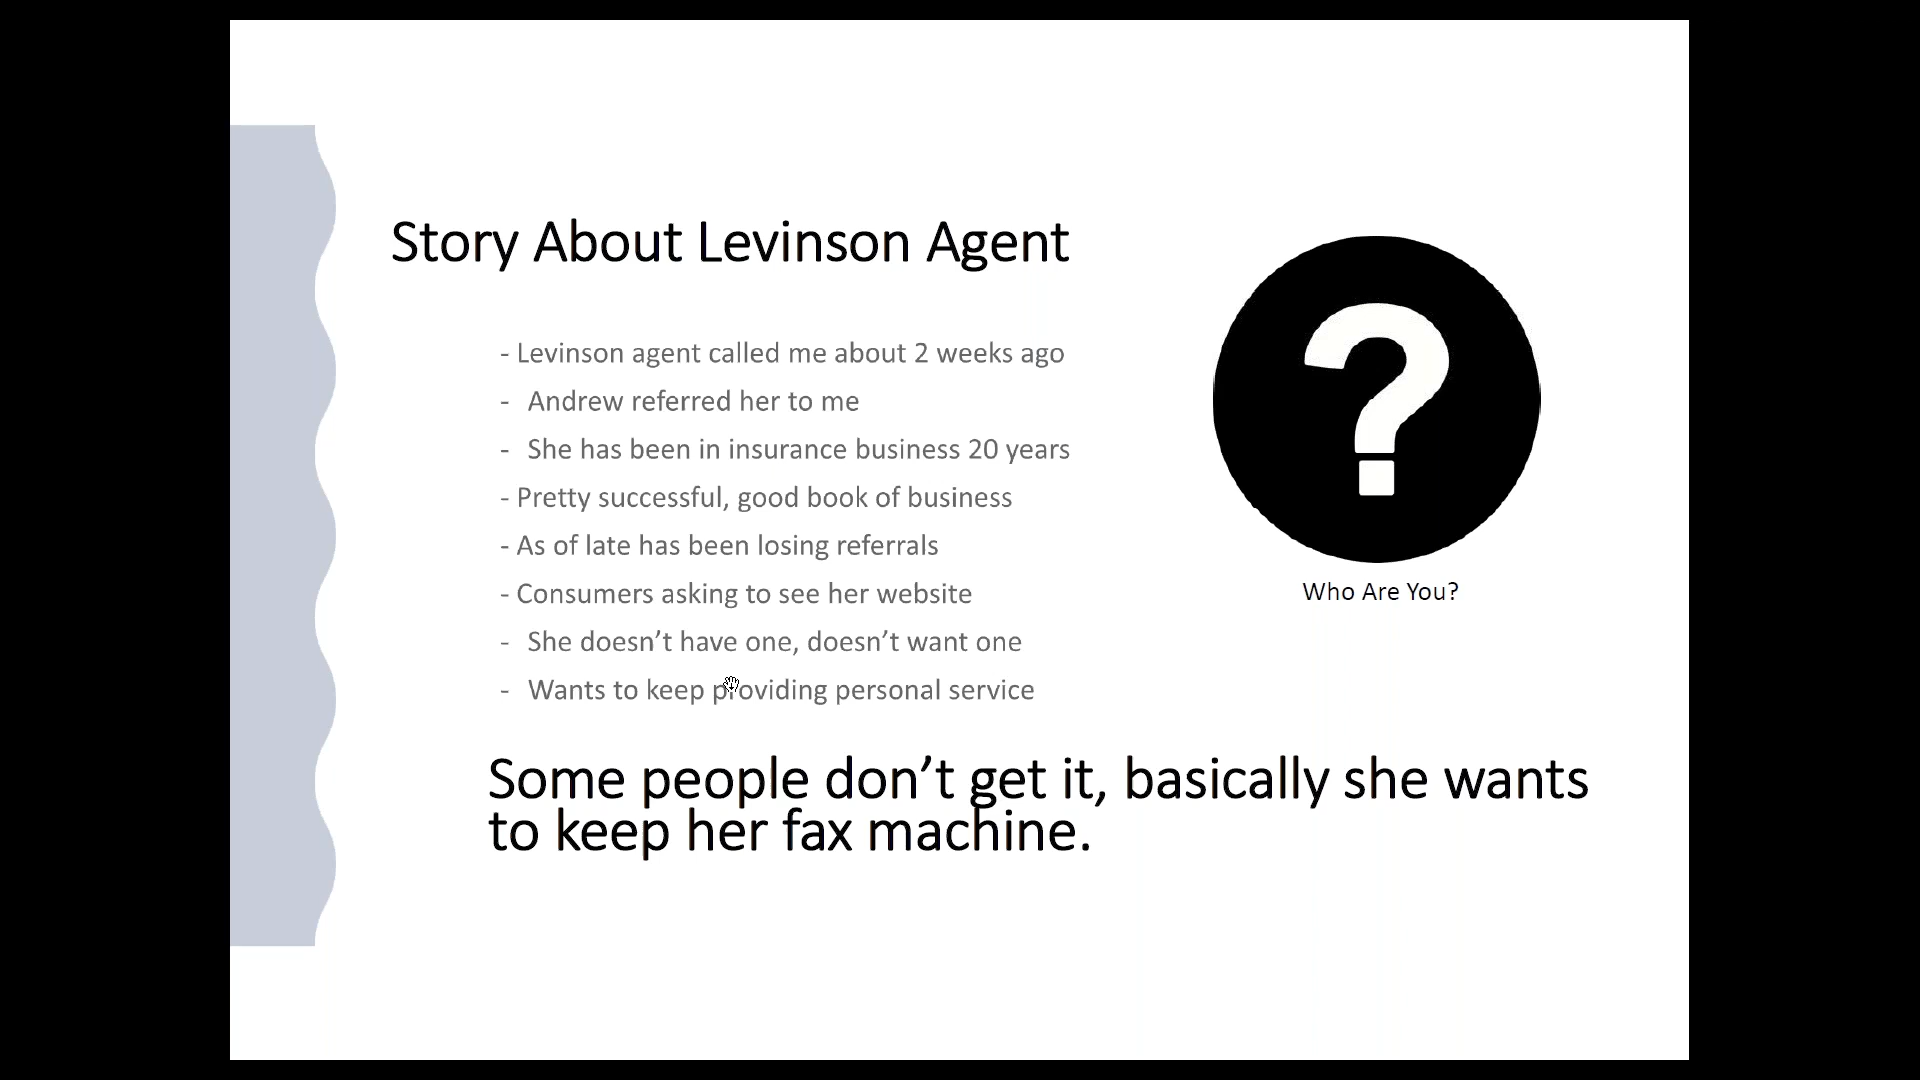 Story About Levinson Agent
- Levinson agent called me about 2 weeks ago
- Andrew referred her to me
- She has been in insurance business 20 years
- Pretty successful, good book of business
- As of late has been losing referrals
- Consumers asking to see her website
- She doesn’t have one, doesn’t want one
- Wants to keep providing personal service
Some people don’t get it, basically she wants
to keep her fax machine.
?
Who Are You?